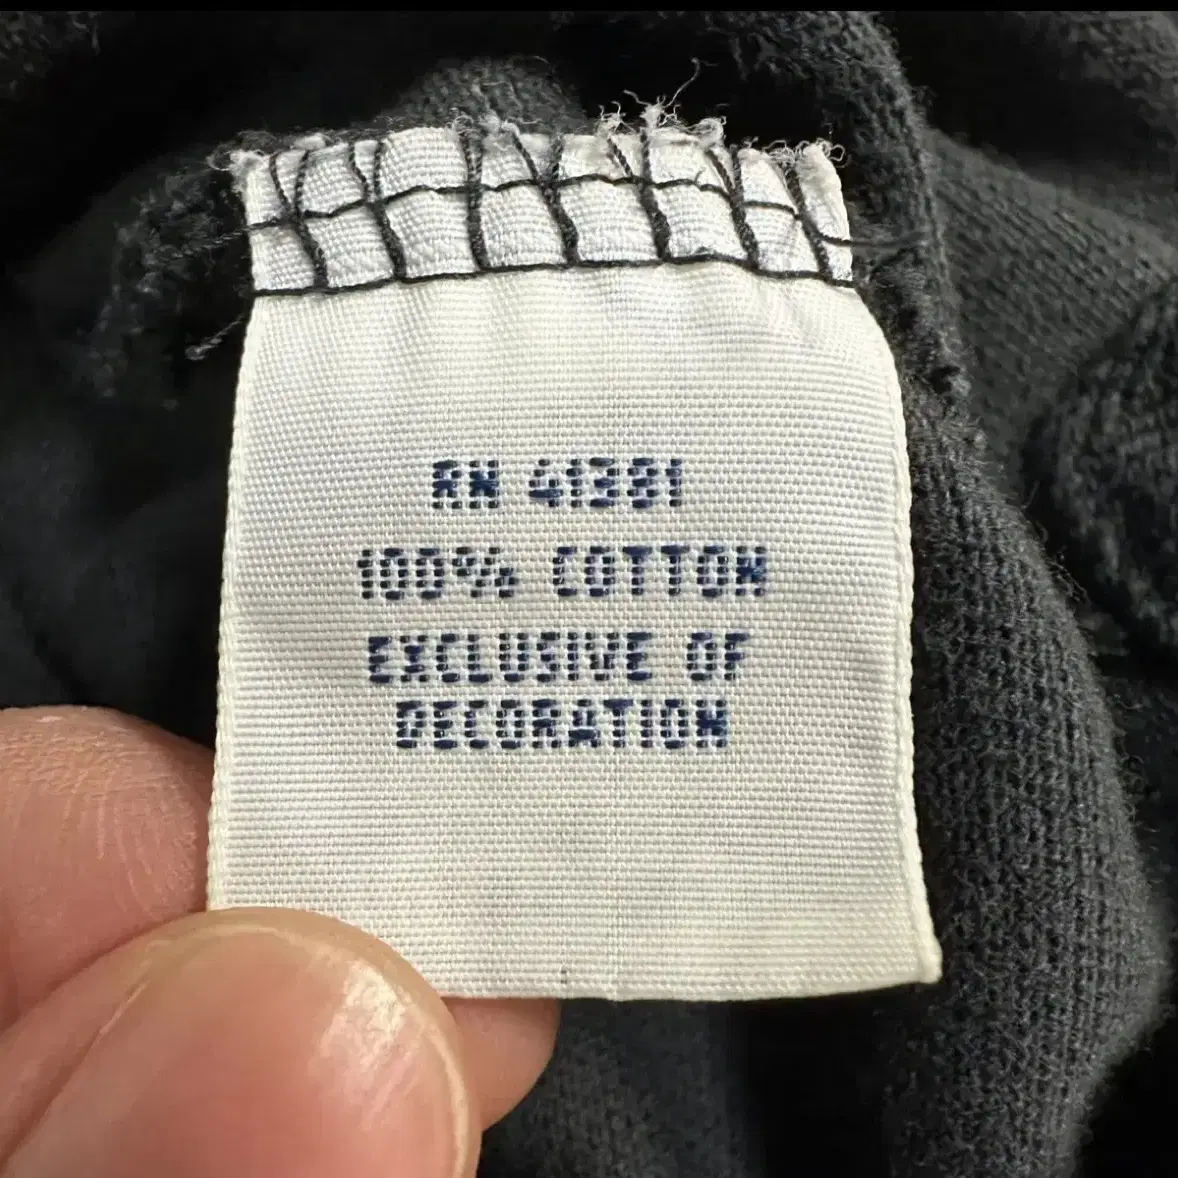 RN 41381
100% COTTON
EXCLUSIVE OF
DECORATION